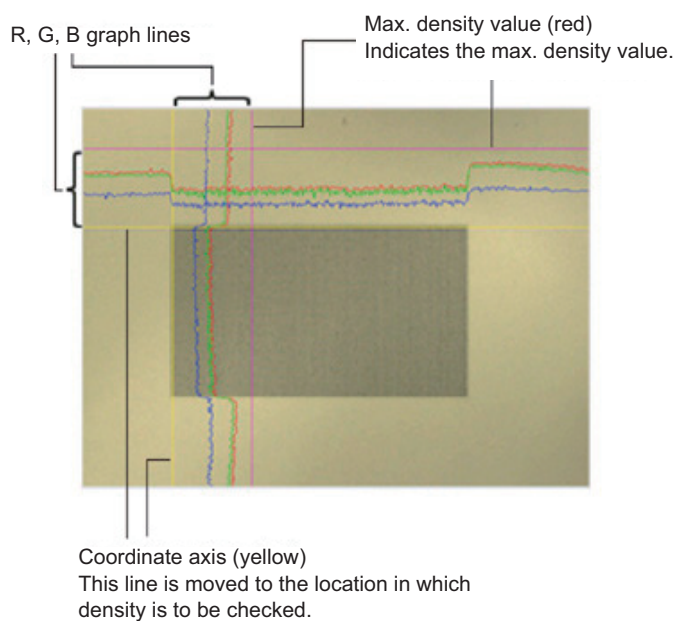 R, G, B graph lines
Max. density value (red)
Indicates the max. density value.
Coordinate axis (yellow)
This line is moved to the location in which
density is to be checked.